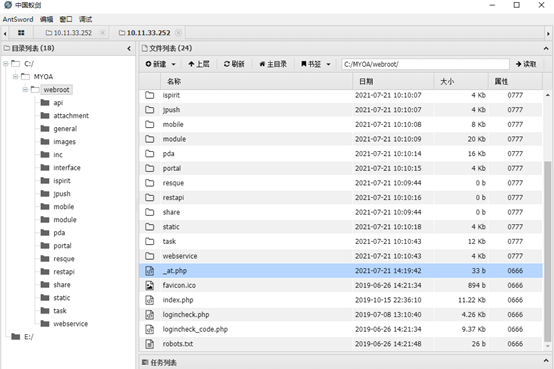 中国蚁剑
AntSword 编辑 窗口 调试
10.11.33.252 10.11.33.252
目录列表 (18)
C:/
MYOA
webroot
api
attachment
general
images
inc
interface
ispirit
jpush
mobile
module
pda
portal
resque
restapi
share
static
task
webservice
E:/
文件列表 (24)
新建 上层 刷新 主目录 书签 C:/MYOA/webroot/ 读取
名称 日期 大小 属性
ispirit 2021-07-21 10:10:07 4 Kb 0777
jpush 2021-07-21 10:10:07 4 Kb 0777
mobile 2021-07-21 10:10:08 8 Kb 0777
module 2021-07-21 10:10:09 20 Kb 0777
pda 2021-07-21 10:10:14 16 Kb 0777
portal 2021-07-21 10:10:15 4 Kb 0777
resque 2021-07-21 10:09:44 0 b 0777
restapi 2021-07-21 10:10:16 0 b 0777
share 2021-07-21 10:09:44 0 b 0777
static 2021-07-21 10:10:18 4 Kb 0777
task 2021-07-21 10:10:43 12 Kb 0777
webservice 2021-07-21 10:10:43 4 Kb 0777
_at.php 2021-07-21 14:19:42 33 b 0666
favicon.ico 2019-06-26 14:21:34 894 b 0666
index.php 2019-10-15 22:36:10 11.22 Kb 0666
logincheck.php 2019-07-08 13:10:40 4.26 Kb 0666
logincheck_code.php 2019-06-26 14:21:34 9.37 Kb 0666
robots.txt 2019-06-26 14:21:48 26 b 0666
任务列表